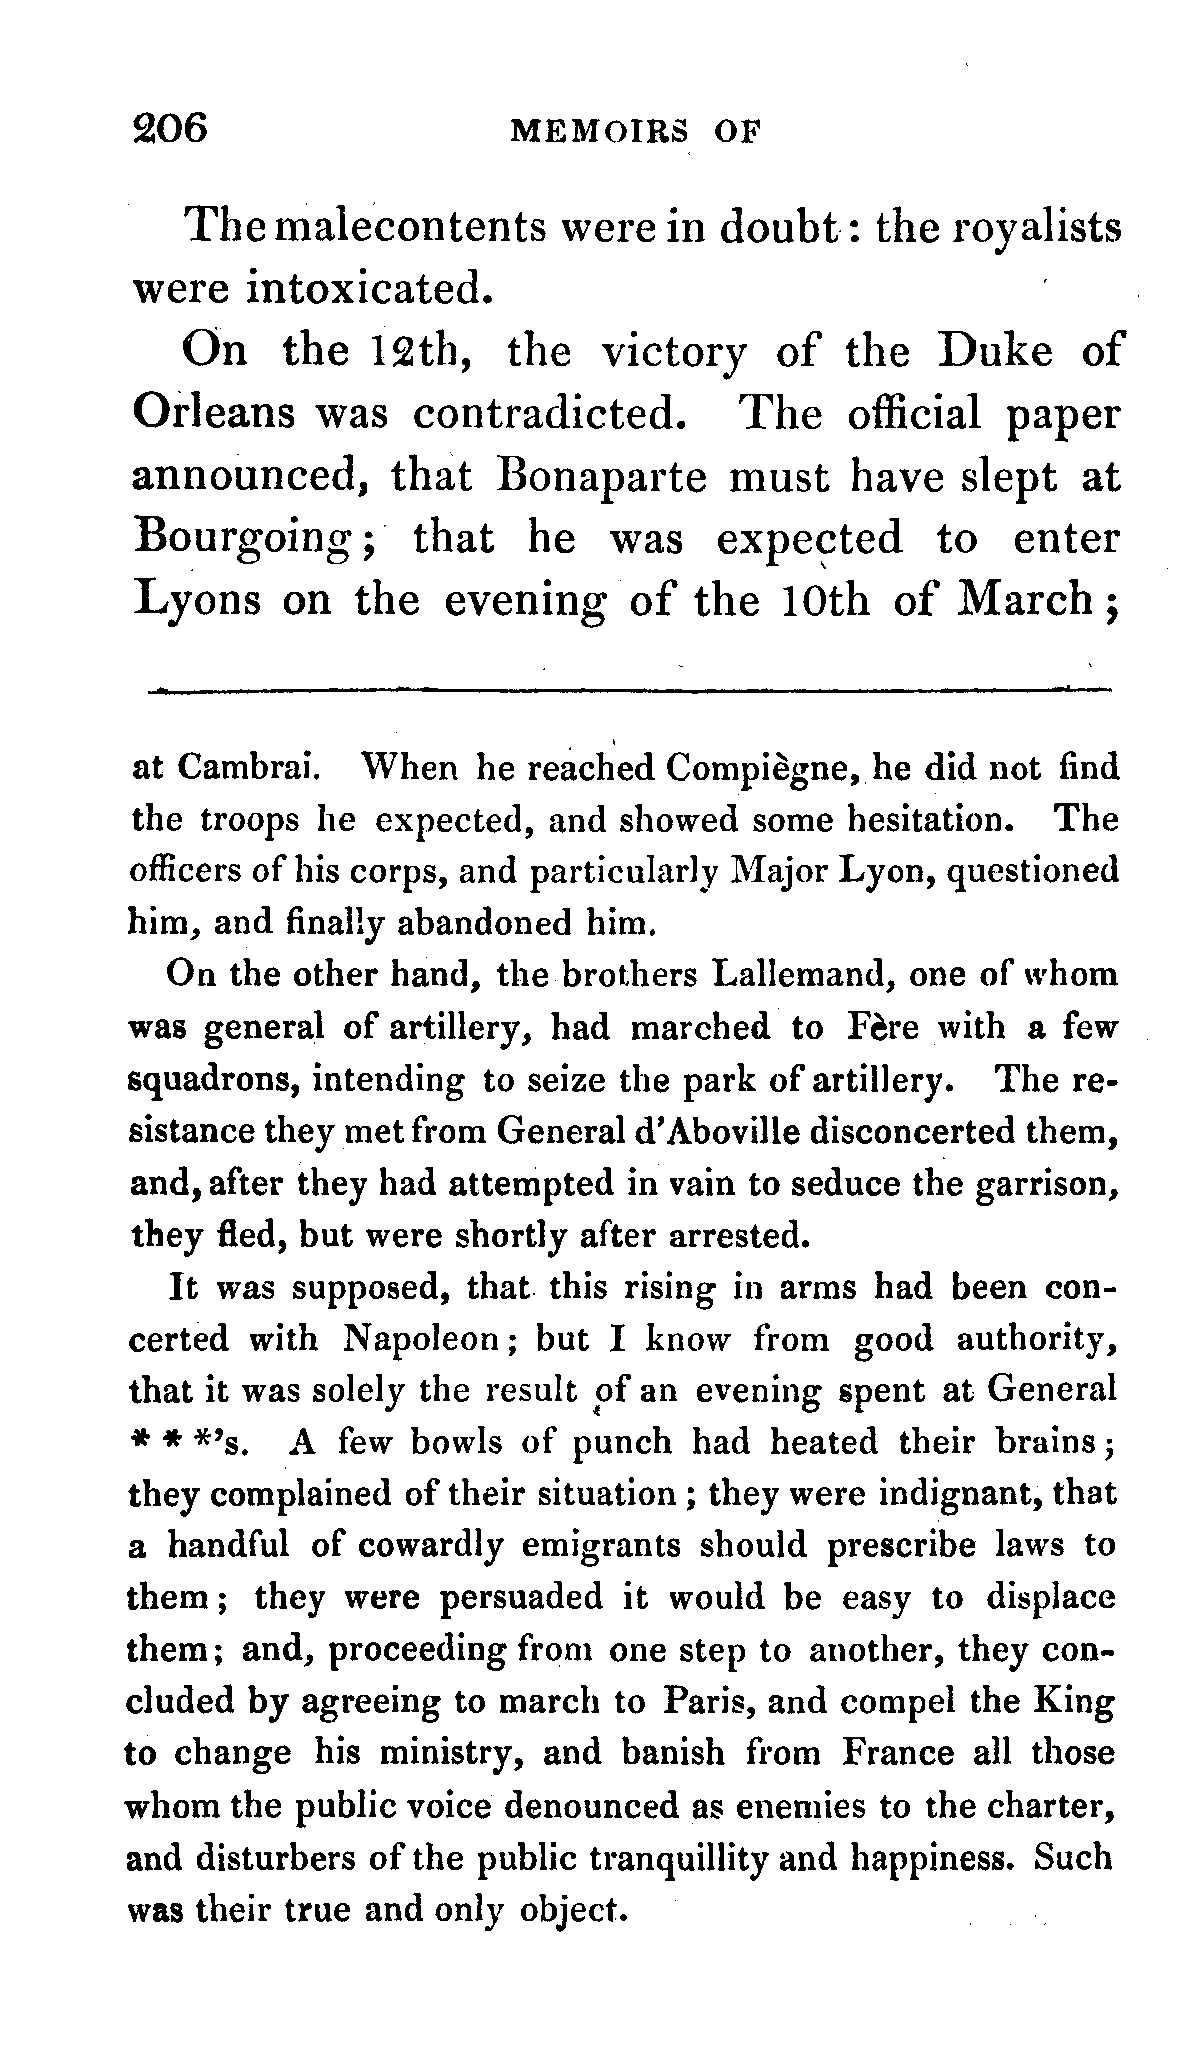 206 MEMOIRS OF
The malecontents were in doubt: the royalists
were intoxicated.
On the 12th, the victory of the Duke of
Orleans was contradicted. The official paper
announced, that Bonaparte must have slept at
Bourgoing; that he was expected to enter
Lyons on the evening of the 10th of March;
at Cambrai. When he reached Compiègne, he did not find
the troops he expected, and showed some hesitation. The
officers of his corps, and particularly Major Lyon, questioned
him, and finally abandoned him.
On the other hand, the brothers Lallemand, one of whom
was general of artillery, had marched to Fère with a few
squadrons, intending to seize the park of artillery. The re-
sistance they met from General d'Aboville disconcerted them,
and, after they had attempted in vain to seduce the garrison,
they fled, but were shortly after arrested.
It was supposed, that this rising in arms had been con-
certed with Napoleon; but I know from good authority,
that it was solely the result of an evening spent at General
* * *'s. A few bowls of punch had heated their brains;
they complained of their situation; they were indignant, that
a handful of cowardly emigrants should prescribe laws to
them; they were persuaded it would be easy to displace
them; and, proceeding from one step to another, they con-
cluded by agreeing to march to Paris, and compel the King
to change his ministry, and banish from France all those
whom the public voice denounced as enemies to the charter,
and disturbers of the public tranquillity and happiness. Such
was their true and only object.